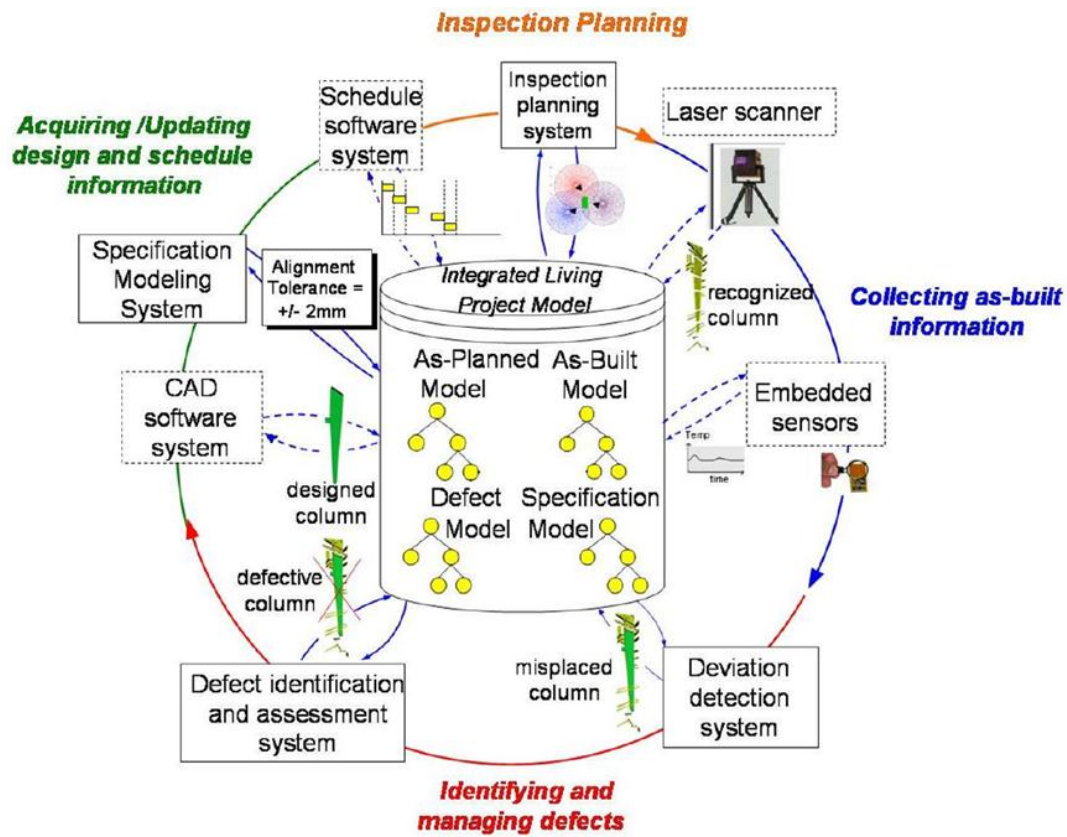 Inspection Planning
Schedule
software
system
Inspection
planning
system
Laser scanner
Acquiring /Updating
design and schedule
information
Specification
Modeling
System
Alignment
Tolerance =
+/- 2mm
Integrated Living
Project Model
recognized
column
Collecting as-built
information
As-Planned
Model
As-Built
Model
CAD
software
system
Embedded
sensors
Temp
time
designed
column
Defect
Model
Specification
Model
defective
column
misplaced
column
Defect identification
and assessment
system
Deviation
detection
system
Identifying and
managing defects